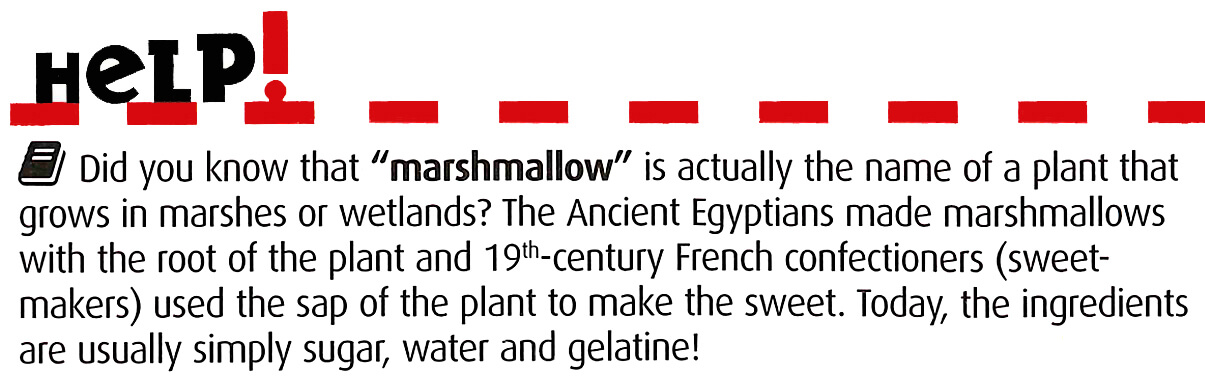 HeLP!
Did you know that “marshmallow” is actually the name of a plant that
grows in marshes or wetlands? The Ancient Egyptians made marshmallows
with the root of the plant and 19th-century French confectioners (sweet-
makers) used the sap of the plant to make the sweet. Today, the ingredients
are usually simply sugar, water and gelatine!